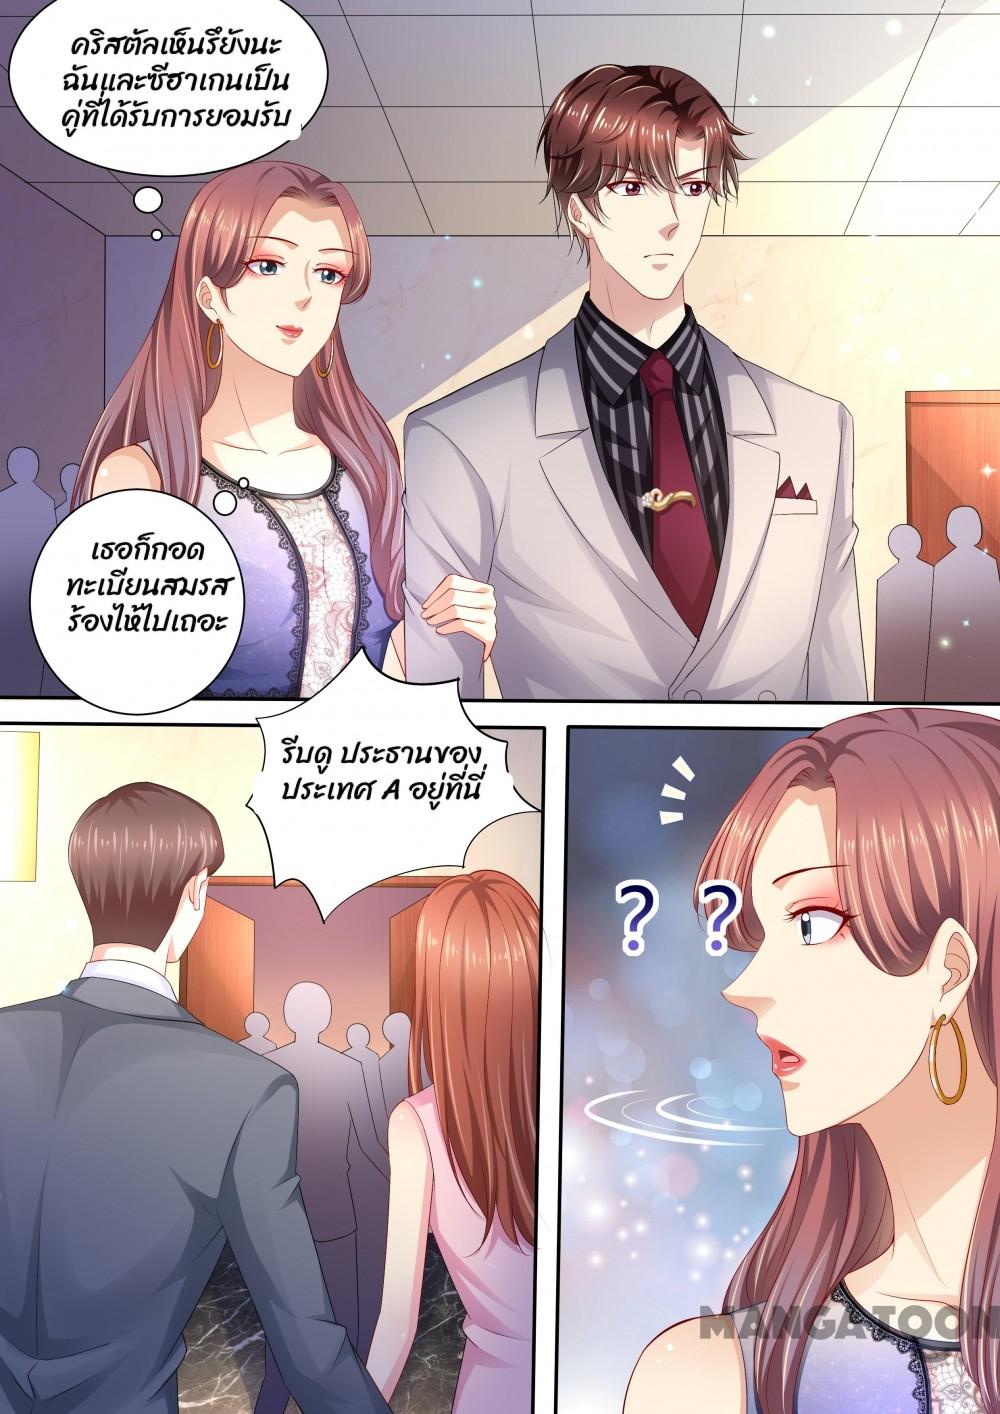 คริสตัลเห็นรึยังนะ
ฉันและซีฮาเกนเป็น
คู่ที่ได้รับการยอมรับ
เธอก็กอด
ทะเบียนสมรส
ร้องไห้ไปเถอะ
รีบดู ประธานของ
ประเทศ A อยู่ที่นี่
? ?
MANGATOON